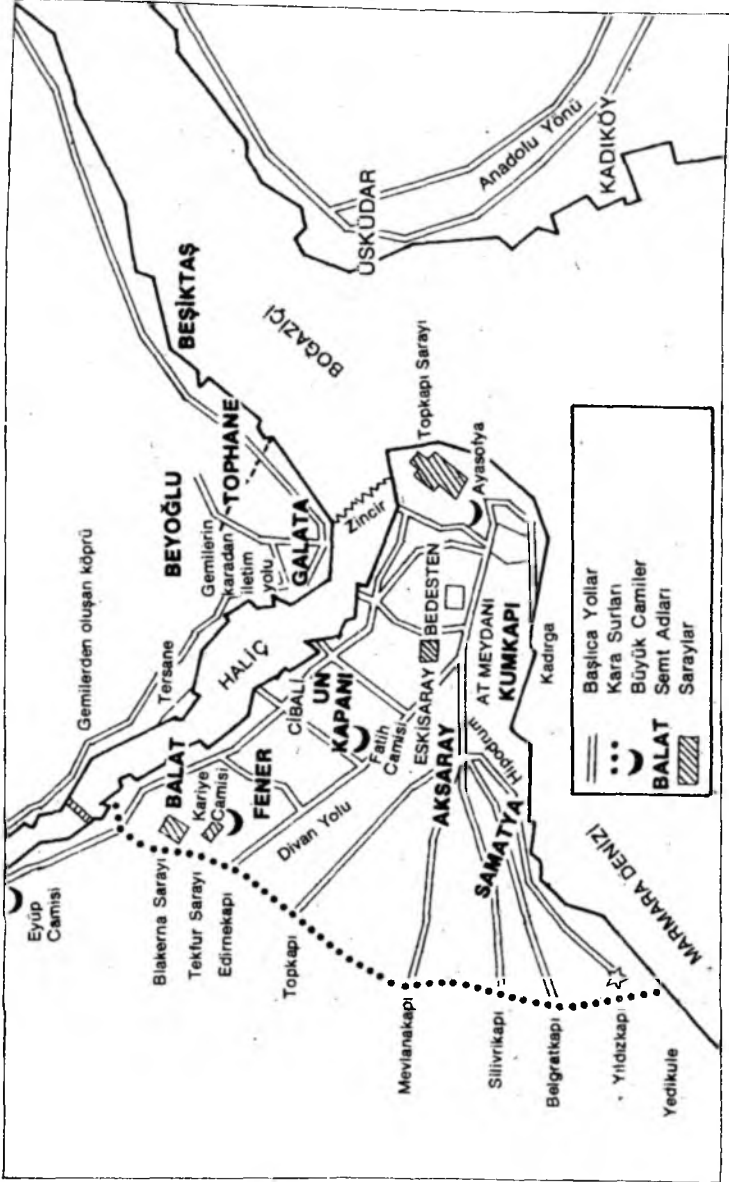 Gemilerden oluşan köprü
Eyüp
Camisi
Tersane
HALİÇ
BEYOĞLU
Gemilerin
karadan
iletim
yolu
TOPHANE
GALATA
BEŞİKTAŞ
BOĞAZİÇİ
ÜSKÜDAR
Anadolu Yönü
KADIKÖY
Zincir
Topkapı Sarayı
Ayasofya
Blakerna Sarayı
Tekfur Sarayı
Edirnekapı
Topkapı
Mevlanakapı
Silivrikapı
Belgratkapı
Yıldızkapı
Yedikule
BALAT
Kariye
Camisi
FENER
CİBALİ
UN
KAPANI
Fatih
Camisi
Divan Yolu
ESKİSARAY
BEDESTEN
AT MEYDANI
KUMKAPI
Kadırga
AKSARAY
Hipodrum
SAMATYA
MARMARA DENİZİ
Başlıca Yollar
Kara Surları
Büyük Camiler
BALAT Semt Adları
Saraylar